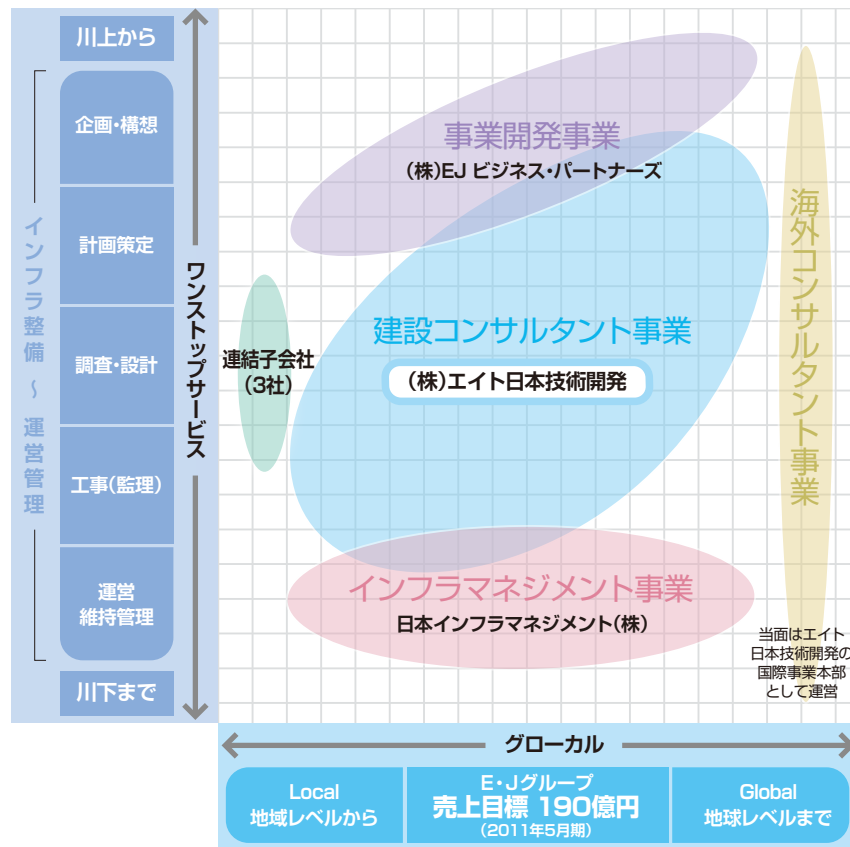 川上から
企画・構想
計画策定
調査・設計
工事(監理)
運営
維持管理
川下まで
インフラ整備 ~ 運営管理
ワンストップサービス
事業開発事業
(株)EJ ビジネス・パートナーズ
建設コンサルタント事業
(株)エイト日本技術開発
連結子会社
(3社)
インフラマネジメント事業
日本インフラマネジメント(株)
海外コンサルタント事業
当面はエイト
日本技術開発の
国際事業本部
として運営
グローカル
Local
地域レベルから
E・Jグループ
売上目標 190億円
(2011年5月期)
Global
地球レベルまで